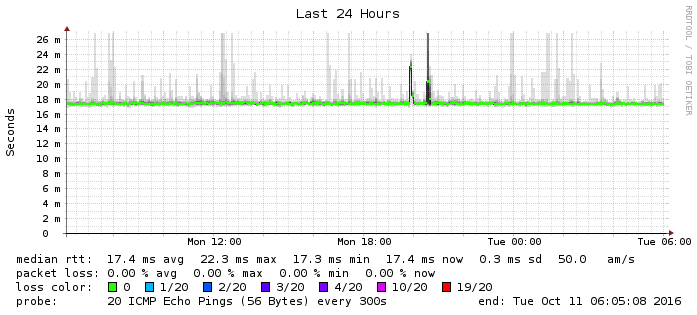 Last 24 Hours
RRDTOOL / TOBI OETIKER
Seconds
26 m
24 m
22 m
20 m
18 m
16 m
14 m
12 m
10 m
8 m
6 m
4 m
2 m
0
Mon 12:00 Mon 18:00 Tue 00:00 Tue 06:00
median rtt: 17.4 ms avg 22.3 ms max 17.3 ms min 17.4 ms now 0.3 ms sd 50.0 am/s
packet loss: 0.00 % avg 0.00 % max 0.00 % min 0.00 % now
loss color: 0 1/20 2/20 3/20 4/20 10/20 19/20
probe: 20 ICMP Echo Pings (56 Bytes) every 300s end: Tue Oct 11 06:05:08 2016